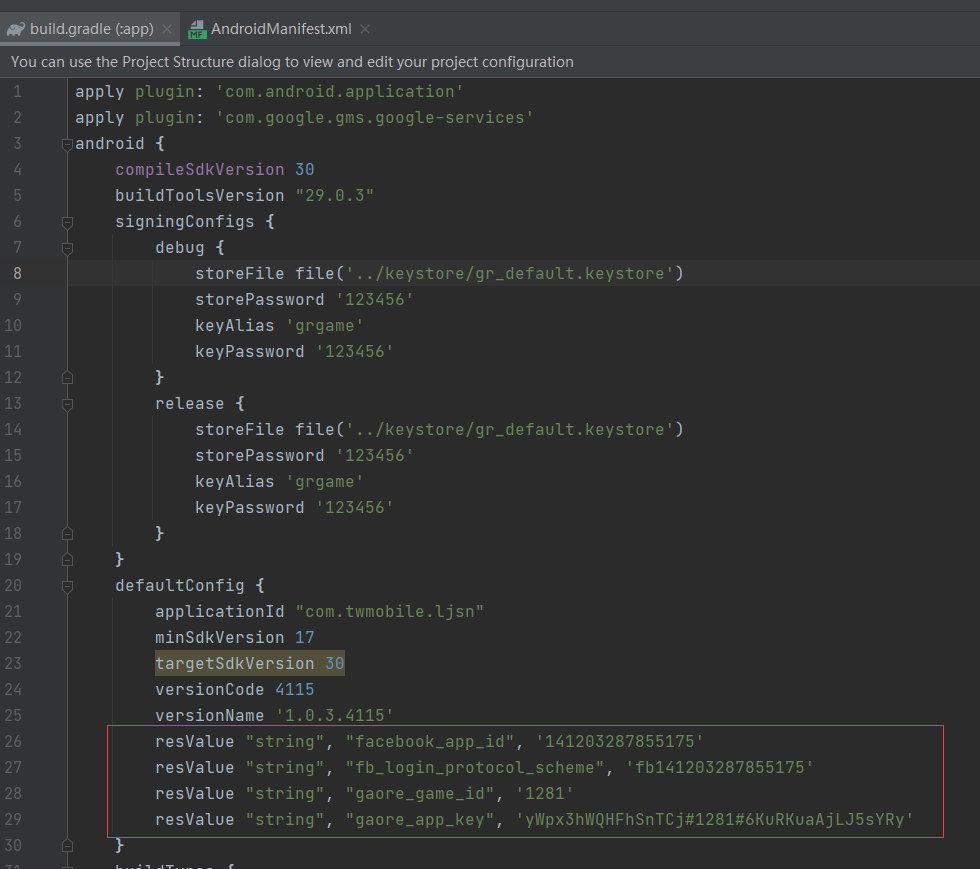 build.gradle (:app)
MF AndroidManifest.xml
You can use the Project Structure dialog to view and edit your project configuration
1 apply plugin: 'com.android.application'
2 apply plugin: 'com.google.gms.google-services'
3 android {
4 compileSdkVersion 30
5 buildToolsVersion "29.0.3"
6 signingConfigs {
7 debug {
8 storeFile file('../keystore/gr_default.keystore')
9 storePassword '123456'
10 keyAlias 'grgame'
11 keyPassword '123456'
12 }
13 release {
14 storeFile file('../keystore/gr_default.keystore')
15 storePassword '123456'
16 keyAlias 'grgame'
17 keyPassword '123456'
18 }
19 }
20 defaultConfig {
21 applicationId "com.twmobile.ljsn"
22 minSdkVersion 17
23 targetSdkVersion 30
24 versionCode 4115
25 versionName '1.0.3.4115'
26 resValue "string", "facebook_app_id", '141203287855175'
27 resValue "string", "fb_login_protocol_scheme", 'fb141203287855175'
28 resValue "string", "gaore_game_id", '1281'
29 resValue "string", "gaore_app_key", 'yWpx3hWQHFhSnTCj#1281#6KuRKuaAjLJ5sYRy'
30 }
31 buildTypes {